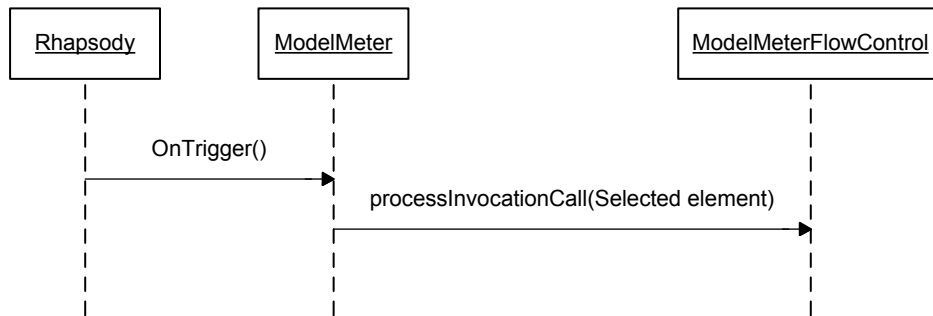 Rhapsody
ModelMeter
ModelMeterFlowControl
OnTrigger()
processInvocationCall(Selected element)